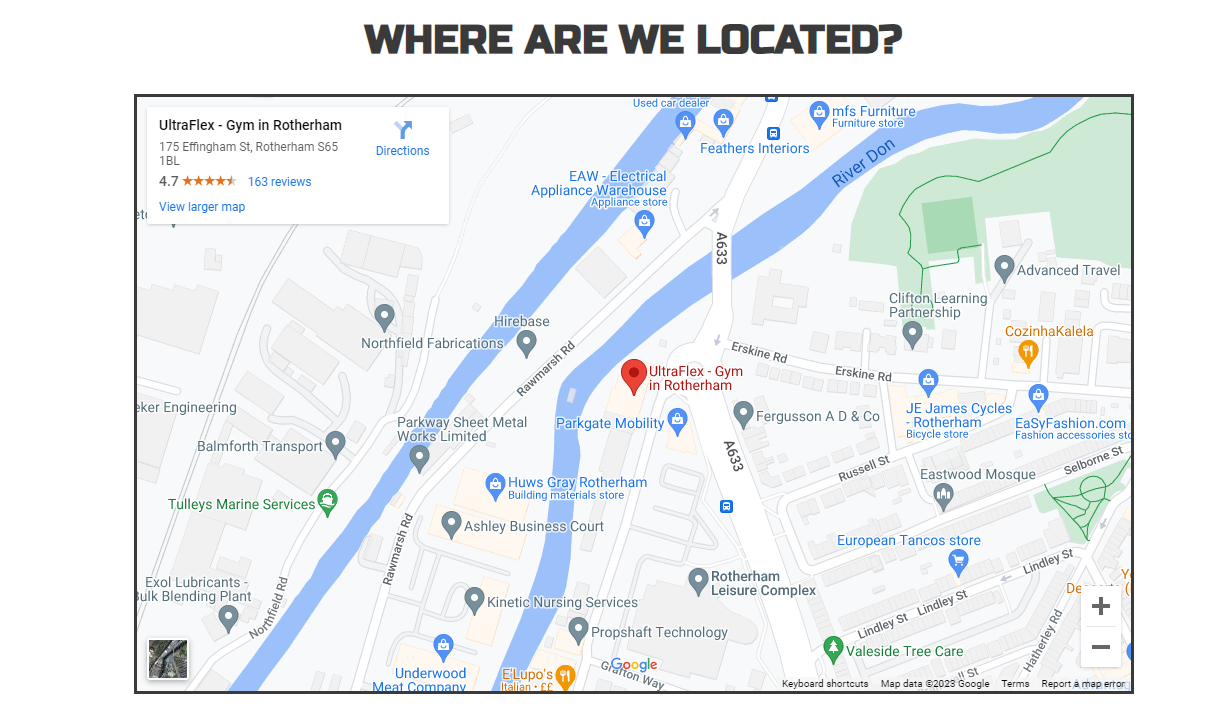 WHERE ARE WE LOCATED?
UltraFlex - Gym in Rotherham
175 Effingham St, Rotherham S65
1BL
4.7
163 reviews
View larger map
Directions
Used car dealer
Feathers Interiors
mfs Furniture
Furniture store
River Don
EAW - Electrical
Appliance Warehouse
Appliance store
A633
Advanced Travel
Clifton Learning
Partnership
CozinhaKalela
Hirebase
Northfield Fabrications
Rawmarsh Rd
Erskine Rd
Erskine Rd
UltraFlex - Gym
in Rotherham
JE James Cycles
- Rotherham
Bicycle store
EaSyFashion.com
Fashion accessories
eker Engineering
Parkway Sheet Metal
Works Limited
Parkgate Mobility
Fergusson A D & Co
Balmforth Transport
A633
Russell St
Selborne St
Eastwood Mosque
Huws Gray Rotherham
Building materials store
Tulleys Marine Services
Ashley Business Court
Rawmarsh Rd
European Tancos store
Lindley St
Exol Lubricants -
Bulk Blending Plant
Rotherham
Leisure Complex
Northfield Rd
Kinetic Nursing Services
Lindley St
Lindley St
Hatherley Rd
Propshaft Technology
Valeside Tree Care
Underwood
Meat Company
E'Lupo's
Italian • ££
Google
Grafton Way
Keyboard shortcuts
Map data ©2023 Google
Terms
Report a map error